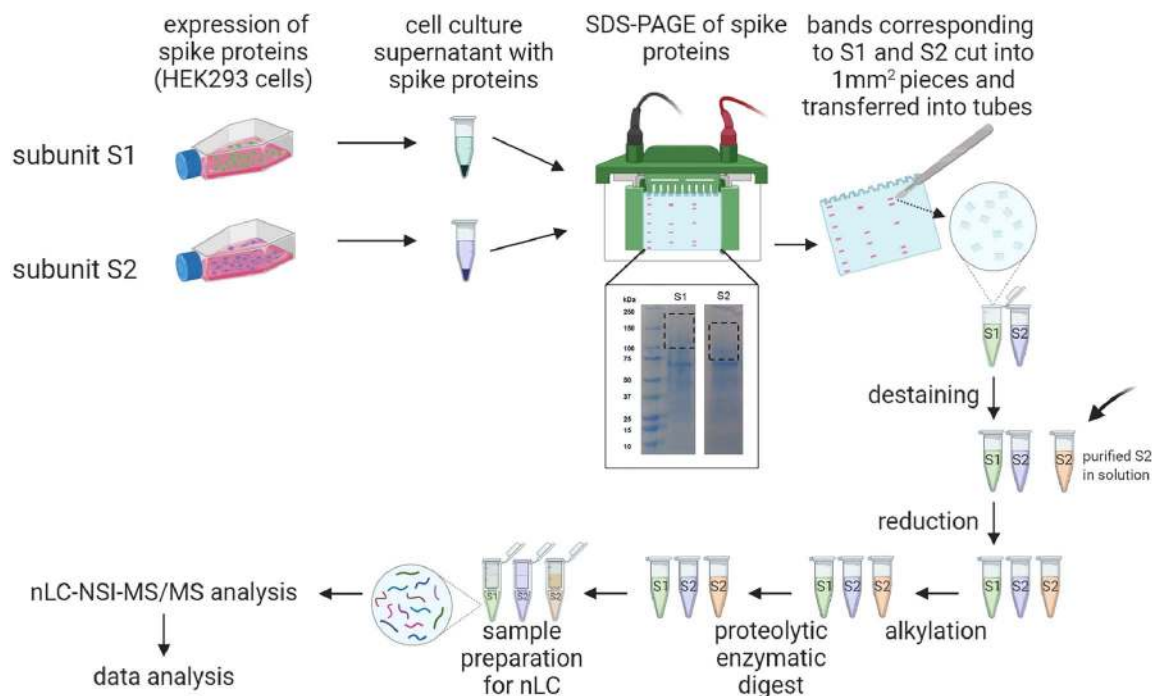 expression of
spike proteins
(HEK293 cells)
cell culture
supernatant with
spike proteins
SDS-PAGE of spike
proteins
bands corresponding
to S1 and S2 cut into
1mm² pieces and
transferred into tubes
subunit S1
subunit S2
kDa
S1
S2
250
150
100
75
50
37
25
15
10
S1
S2
destaining
S1
S2
S2
purified S2
in solution
reduction
S1
S2
S2
alkylation
S1
S2
S2
proteolytic
enzymatic
digest
S1
S2
S2
sample
preparation
for nLC
S1
S2
S2
nLC-NSI-MS/MS analysis
data analysis